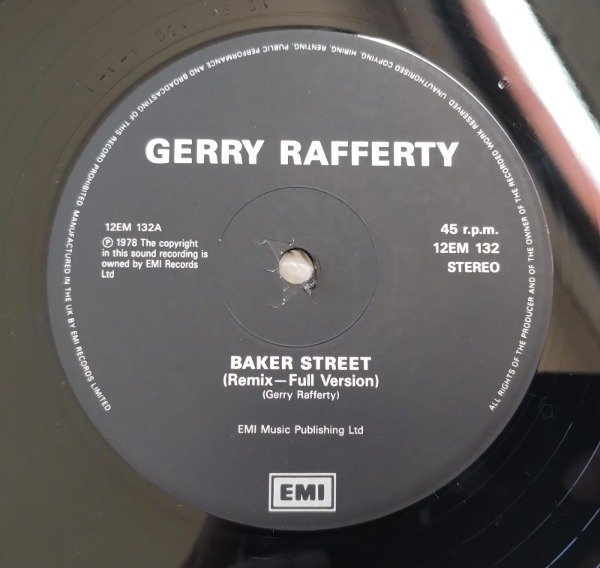 ALL RIGHTS OF THE PRODUCER AND OF THE OWNER OF THE RECORDED WORK RESERVED UNAUTHORISED COPYING, HIRING, RENTING, PUBLIC PERFORMANCE AND BROADCASTING OF THIS RECORD PROHIBITED MANUFACTURED IN THE UK BY EMI RECORDS LIMITED
GERRY RAFFERTY
12EM 132A
℗ 1978 The copyright
in this sound recording is
owned by EMI Records
Ltd
45 r.p.m.
12EM 132
STEREO
BAKER STREET
(Remix—Full Version)
(Gerry Rafferty)
EMI Music Publishing Ltd
EMI